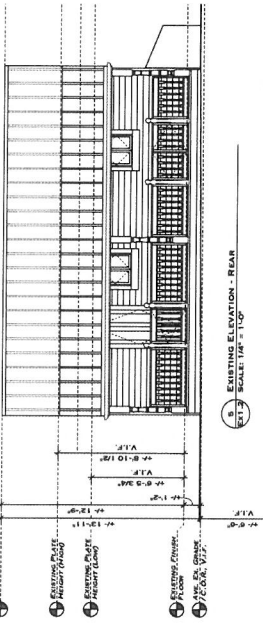 EXISTING PLATE
HEIGHT (HIGH)
EXISTING PLATE
HEIGHT (LOW)
EXISTING FINISH
FLOOR
AVE. EX. GRADE
C.O.R., V.I.F.
+/- 13'-11"
+/- 12'-9"
+/- 1'-2"
+/- 6'-5 3/4"
V.I.F.
+/- 8'-10 1/2"
V.I.F.
+/- 6'-0"
V.I.F.
5
EX1.2
EXISTING ELEVATION - REAR
SCALE: 1/4" = 1'-0"